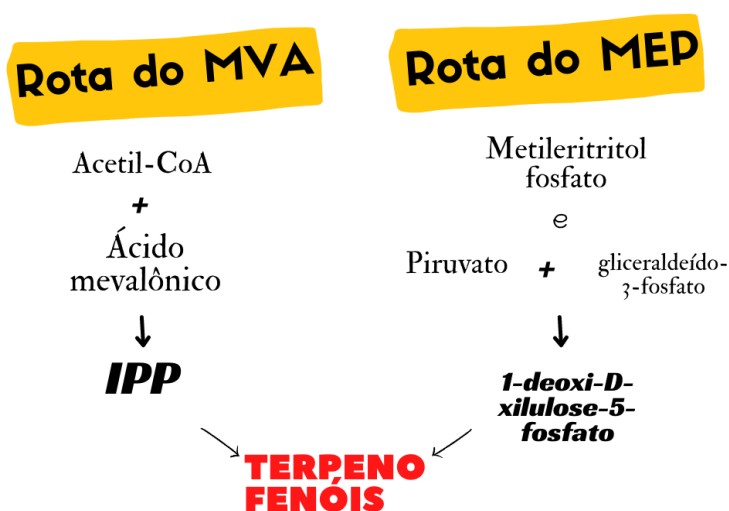 Rota do MVA
Acetil-CoA
+
Ácido
mevalônico
IPP
Rota do MEP
Metileritritol
fosfato
e
Piruvato + gliceraldeído-
3-fosfato
1-deoxi-D-
xilulose-5-
fosfato
TERPENO
FENÓIS